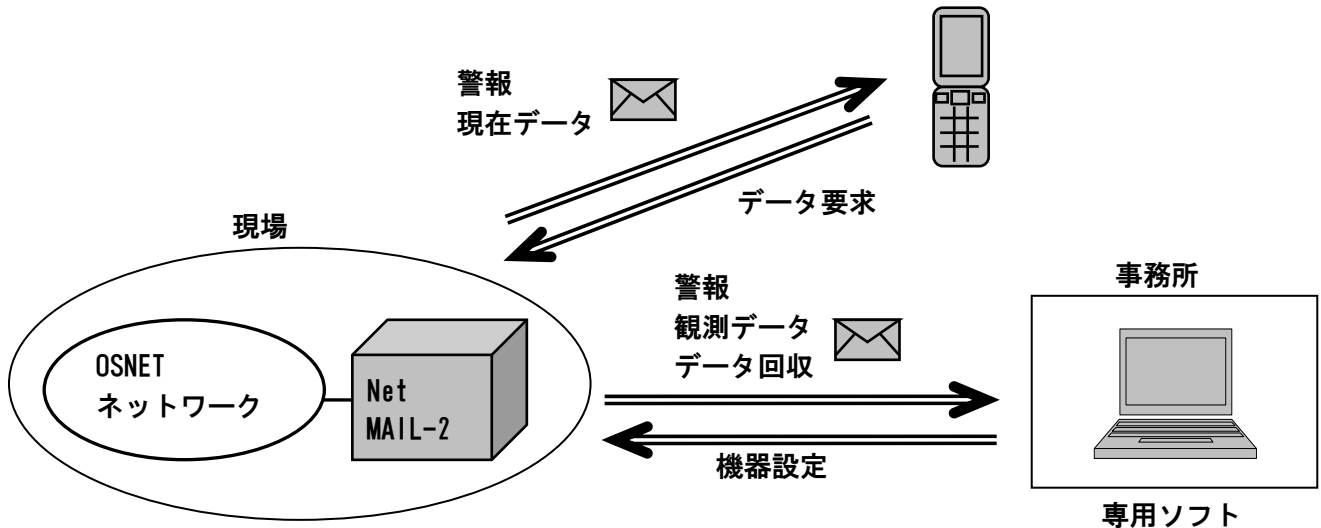 警報
現在データ
データ要求
現場
OSNET
ネットワーク
Net
MAIL-2
警報
観測データ
データ回収
機器設定
事務所
専用ソフト